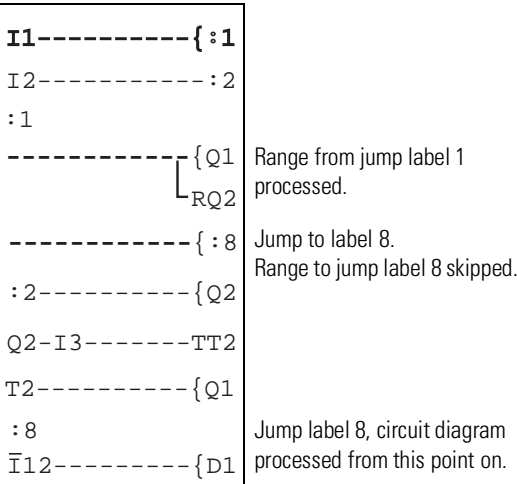 I1----------{:1
I2-----------:2
:1
------------{Q1
RQ2
Range from jump label 1
processed.
------------{:8
Jump to label 8.
Range to jump label 8 skipped.
:2----------{Q2
Q2-I3-------TT2
T2----------{Q1
:8
Jump label 8, circuit diagram
I̅12---------{D1
processed from this point on.